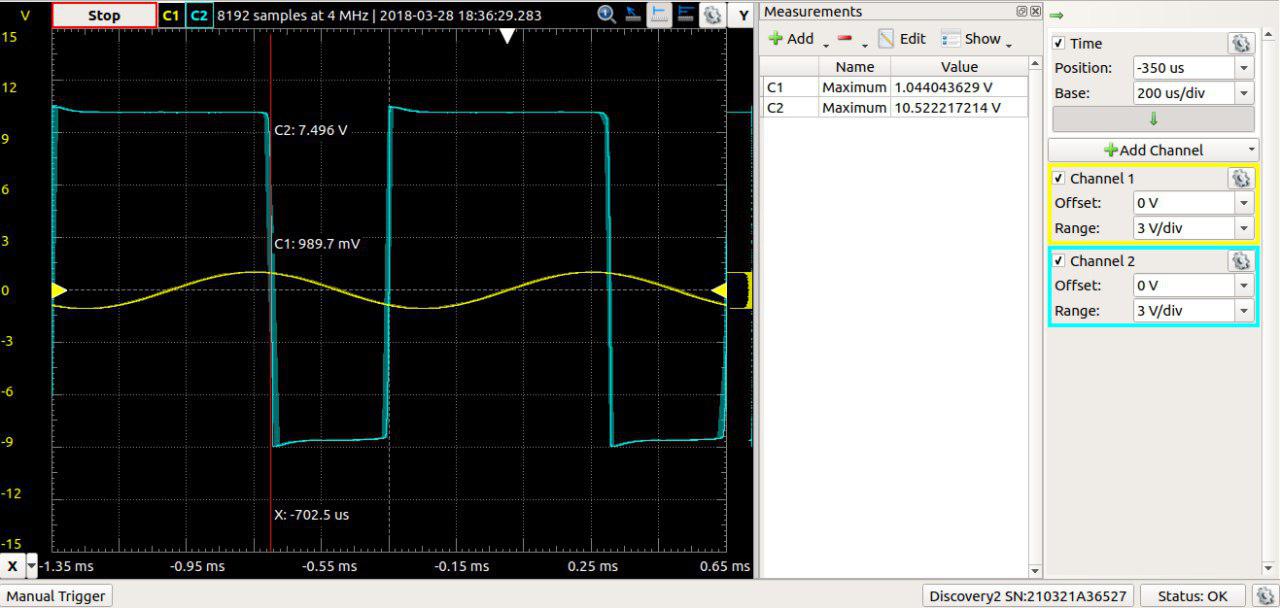 V Stop C1 C2 8192 samples at 4 MHz | 2018-03-28 18:36:29.283 Y
15
12
9
6
3
0
-3
-6
-9
-12
-15
C2: 7.496 V
C1: 989.7 mV
X: -702.5 us
X -1.35 ms -0.95 ms -0.55 ms -0.15 ms 0.25 ms 0.65 ms
Measurements
Add Edit Show
Name Value
C1 Maximum 1.044043629 V
C2 Maximum 10.522217214 V
Time
Position: -350 us
Base: 200 us/div
Add Channel
Channel 1
Offset: 0 V
Range: 3 V/div
Channel 2
Offset: 0 V
Range: 3 V/div
Manual Trigger Discovery2 SN:210321A36527 Status: OK